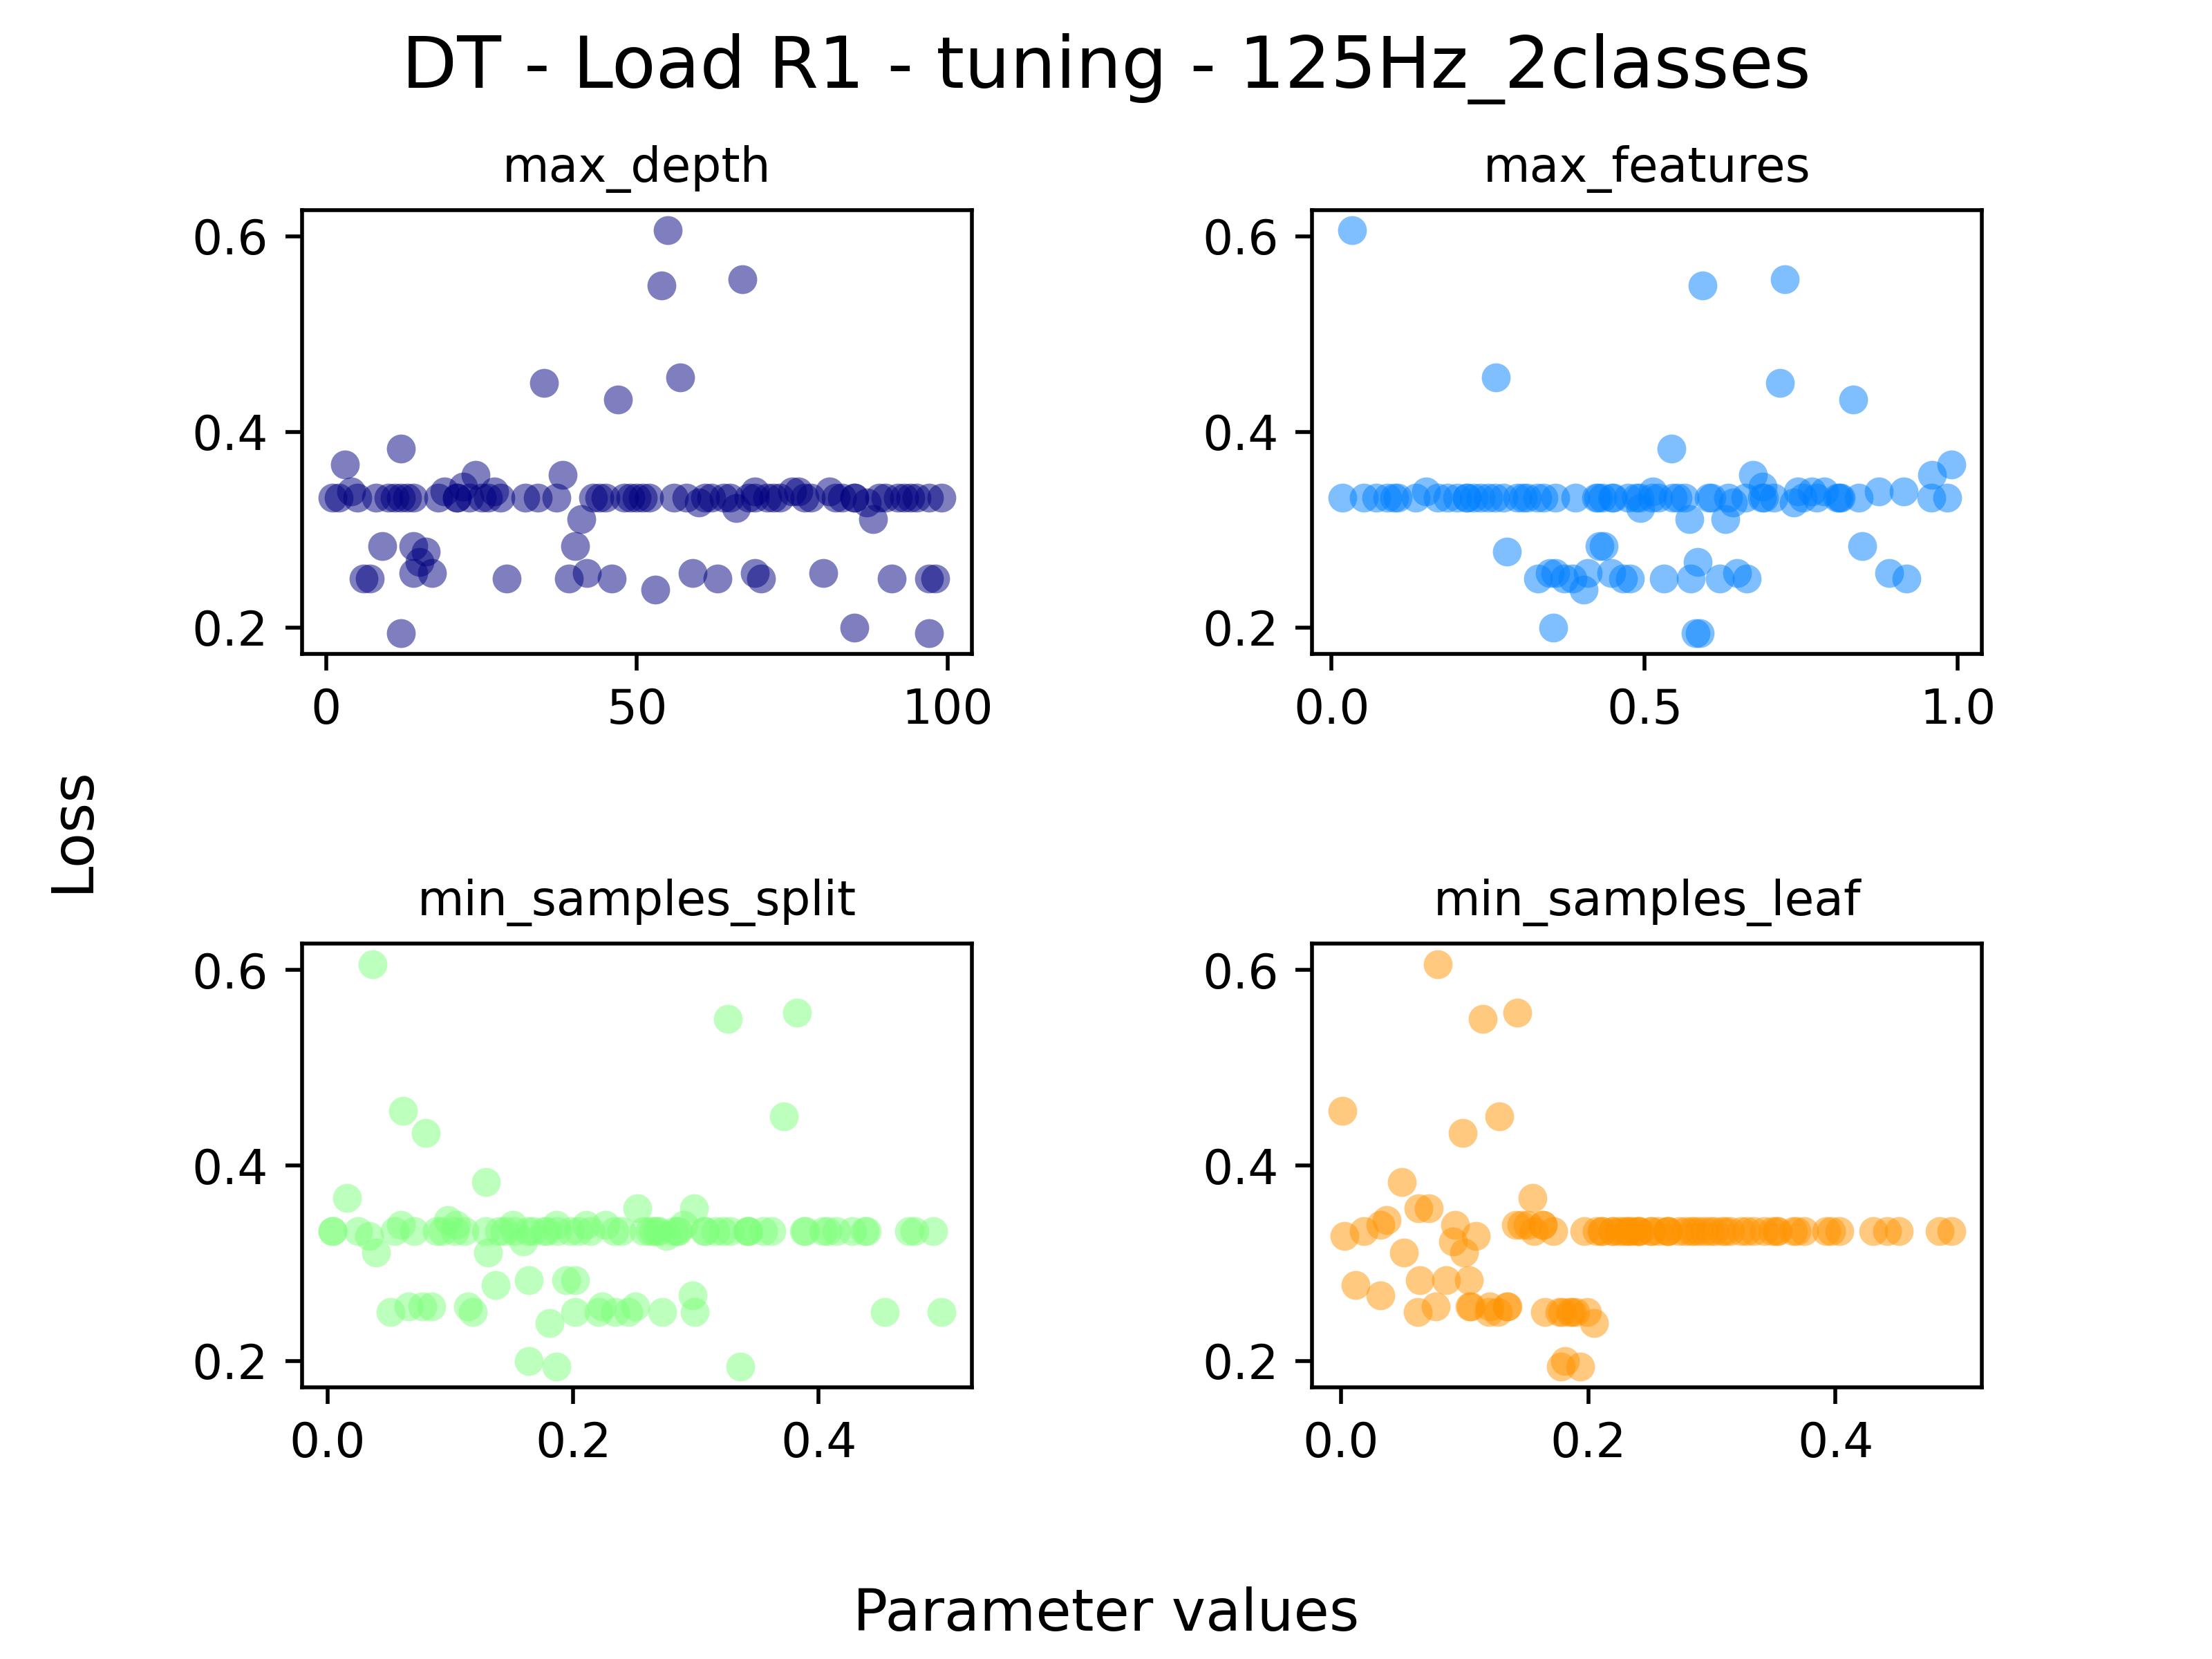 DT - Load R1 - tuning - 125Hz_2classes
max_depth
max_features
0.6
0.4
0.2
0 50 100
0.6
0.4
0.2
0.0 0.5 1.0
Loss
min_samples_split
min_samples_leaf
0.6
0.4
0.2
0.0 0.2 0.4
0.6
0.4
0.2
0.0 0.2 0.4
Parameter values